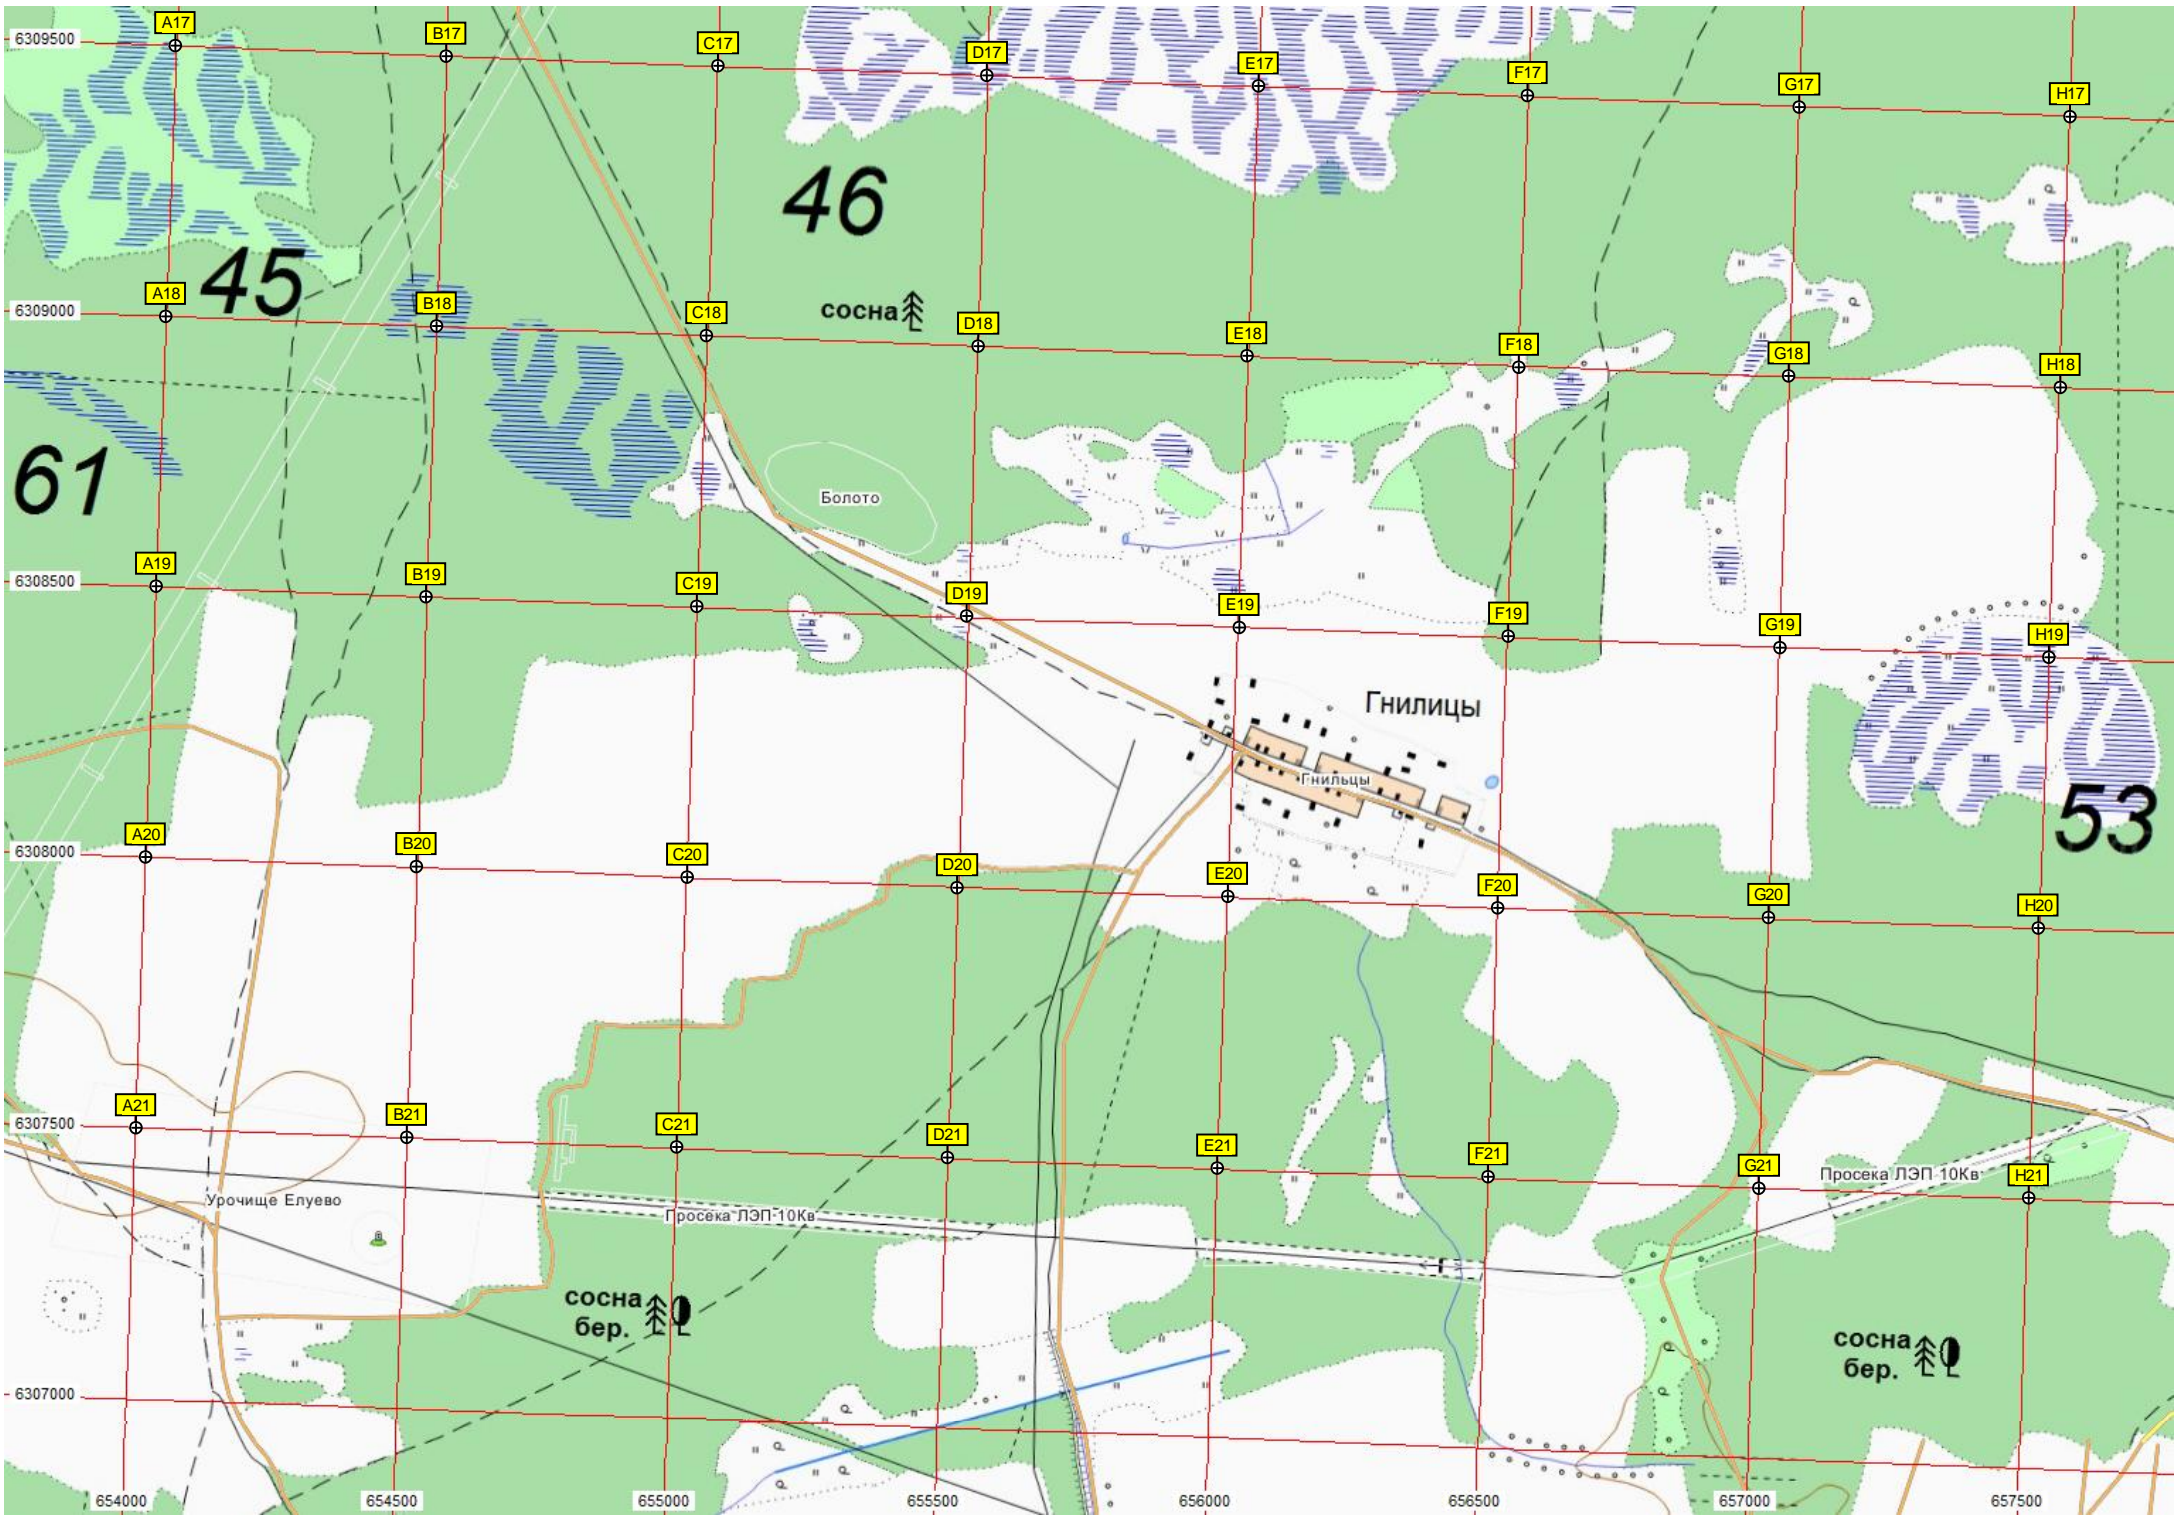 A17
B17
C17
D17
E17
F17
G17
H17
6309500
46
45
сосна
A18
B18
C18
D18
E18
F18
G18
H18
6309000
61
Болото
A19
B19
C19
D19
E19
F19
G19
H19
6308500
Гнилицы
Гнильцы
53
A20
B20
C20
D20
E20
F20
G20
H20
6308000
A21
B21
C21
D21
E21
F21
G21
H21
6307500
Просека ЛЭП 10Кв
Урочище Елуево
Просека ЛЭП 10Кв
сосна
бер.
сосна
бер.
6307000
654000
654500
655000
655500
656000
656500
657000
657500